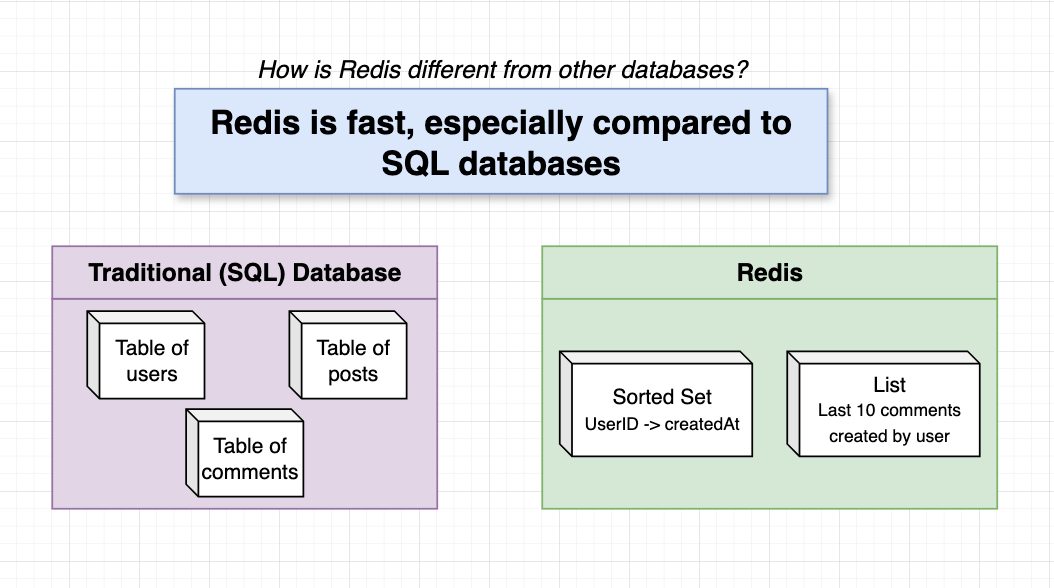 How is Redis different from other databases?
Redis is fast, especially compared to
SQL databases
Traditional (SQL) Database
Table of
users
Table of
posts
Table of
comments
Redis
Sorted Set
UserID -> createdAt
List
Last 10 comments
created by user